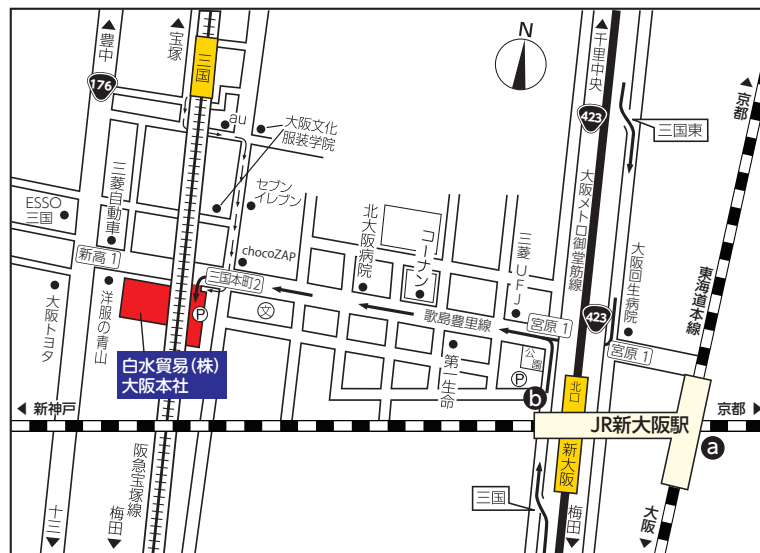 豊中
宝塚
N
千里中央
京都
176
三国
423
三国東
au
大阪文化
服装学院
三菱自動車
セブン
イレブン
ESSO
三国
北大阪病院
コーナン
三菱UFJ
大阪メトロ御堂筋線
大阪回生病院
東海道本線
新高1
chocoZAP
三国本町2
大阪トヨタ
洋服の青山
P
文
歌島豊里線
宮原1
423
宮原1
白水貿易(株)
大阪本社
第一生命
公園
P
b
北口
新神戸
JR新大阪駅
京都
a
新大阪
阪急宝塚線
三国
十三
梅田
梅田
大阪